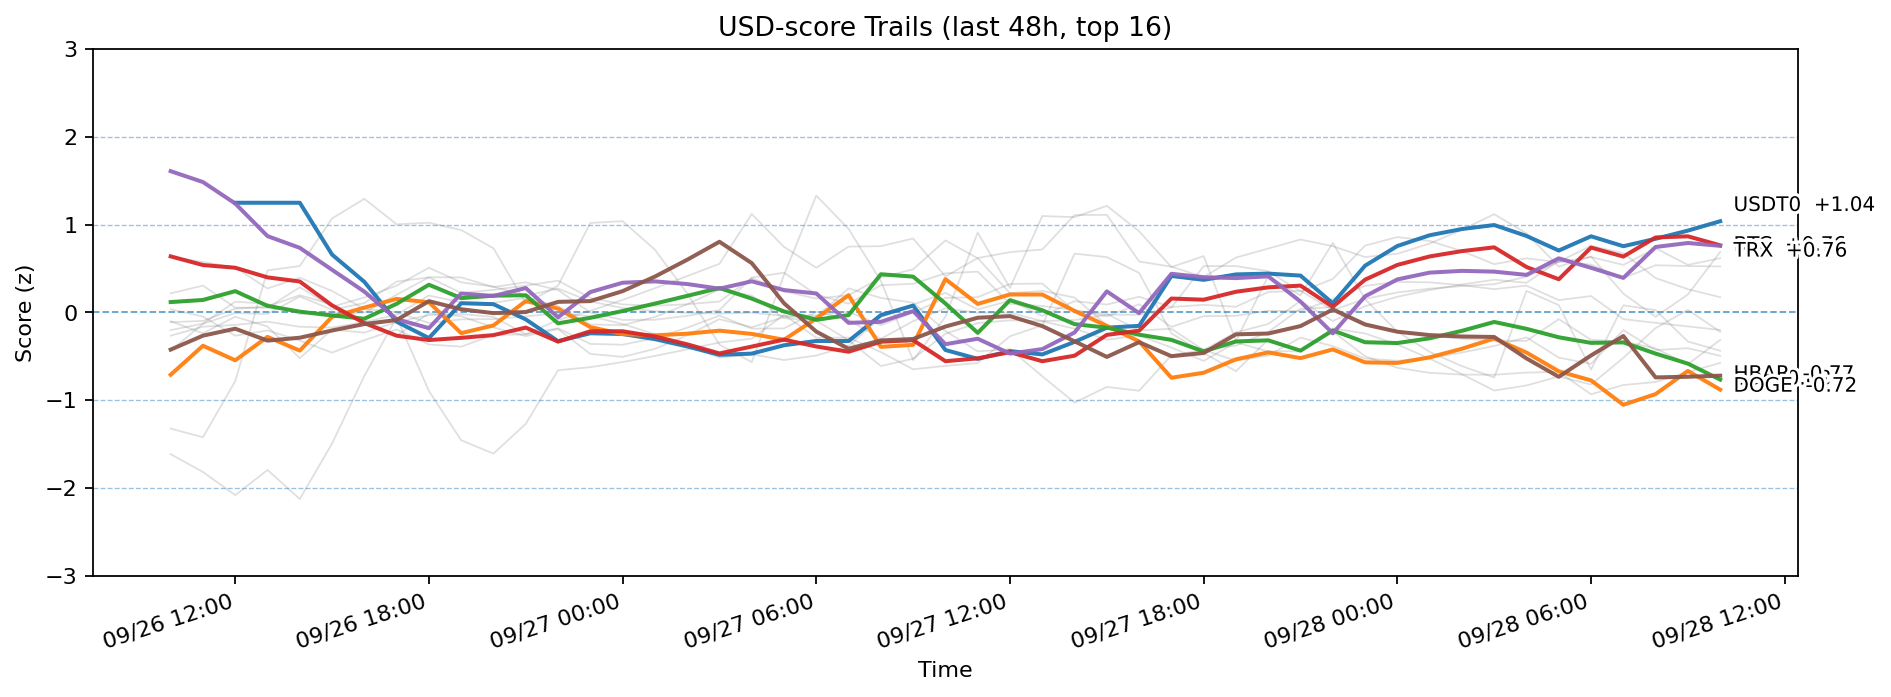 USD-score Trails (last 48h, top 16)
3
2
1
0
−1
−2
−3
Score (z)
USDT0 +1.04
TRX +0.76
HBAR -0.77
DOGE -0.72
09/26 12:00
09/26 18:00
09/27 00:00
09/27 06:00
09/27 12:00
09/27 18:00
09/28 00:00
09/28 06:00
09/28 12:00
Time